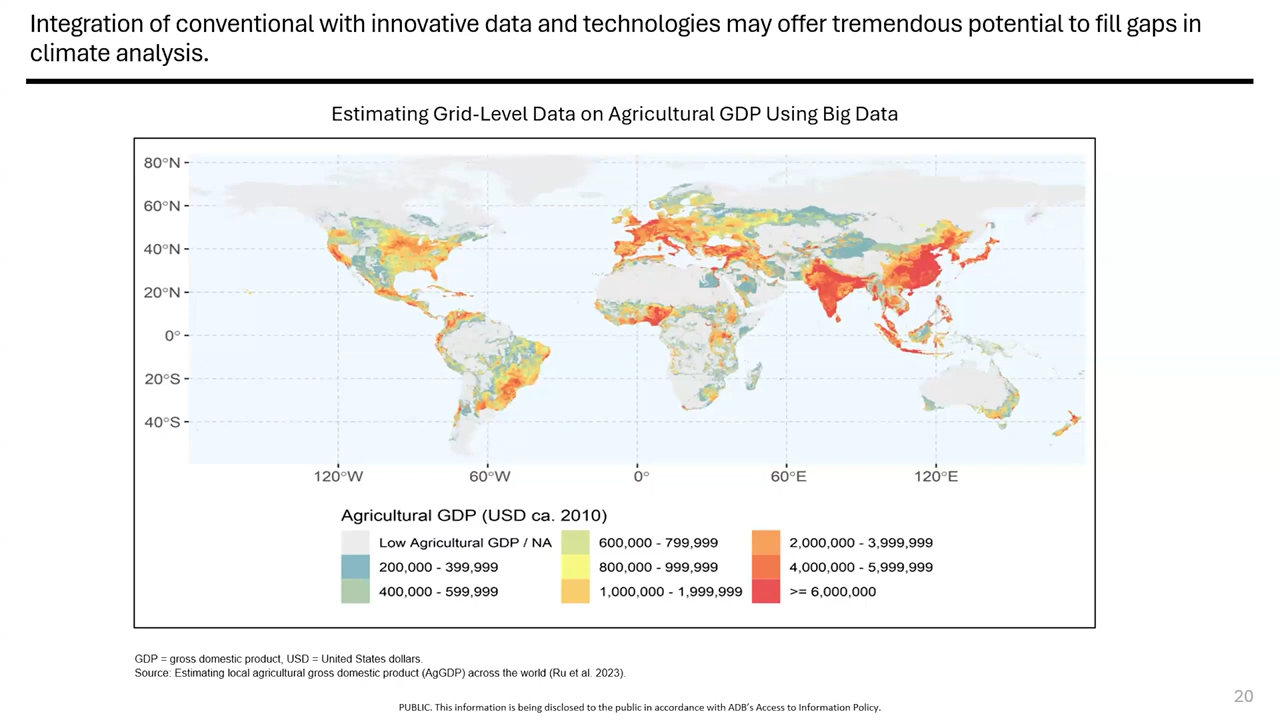 Integration of conventional with innovative data and technologies may offer tremendous potential to fill gaps in
climate analysis.
Estimating Grid-Level Data on Agricultural GDP Using Big Data
80°N
60°N
40°N
20°N
0°
20°S
40°S
120°W
60°W
0°
60°E
120°E
Agricultural GDP (USD ca. 2010)
Low Agricultural GDP / NA
200,000 - 399,999
400,000 - 599,999
600,000 - 799,999
800,000 - 999,999
1,000,000 - 1,999,999
2,000,000 - 3,999,999
4,000,000 - 5,999,999
>= 6,000,000
GDP = gross domestic product, USD = United States dollars.
Source: Estimating local agricultural gross domestic product (AgGDP) across the world (Ru et al. 2023).
PUBLIC. This information is being disclosed to the public in accordance with ADB's Access to Information Policy.
20